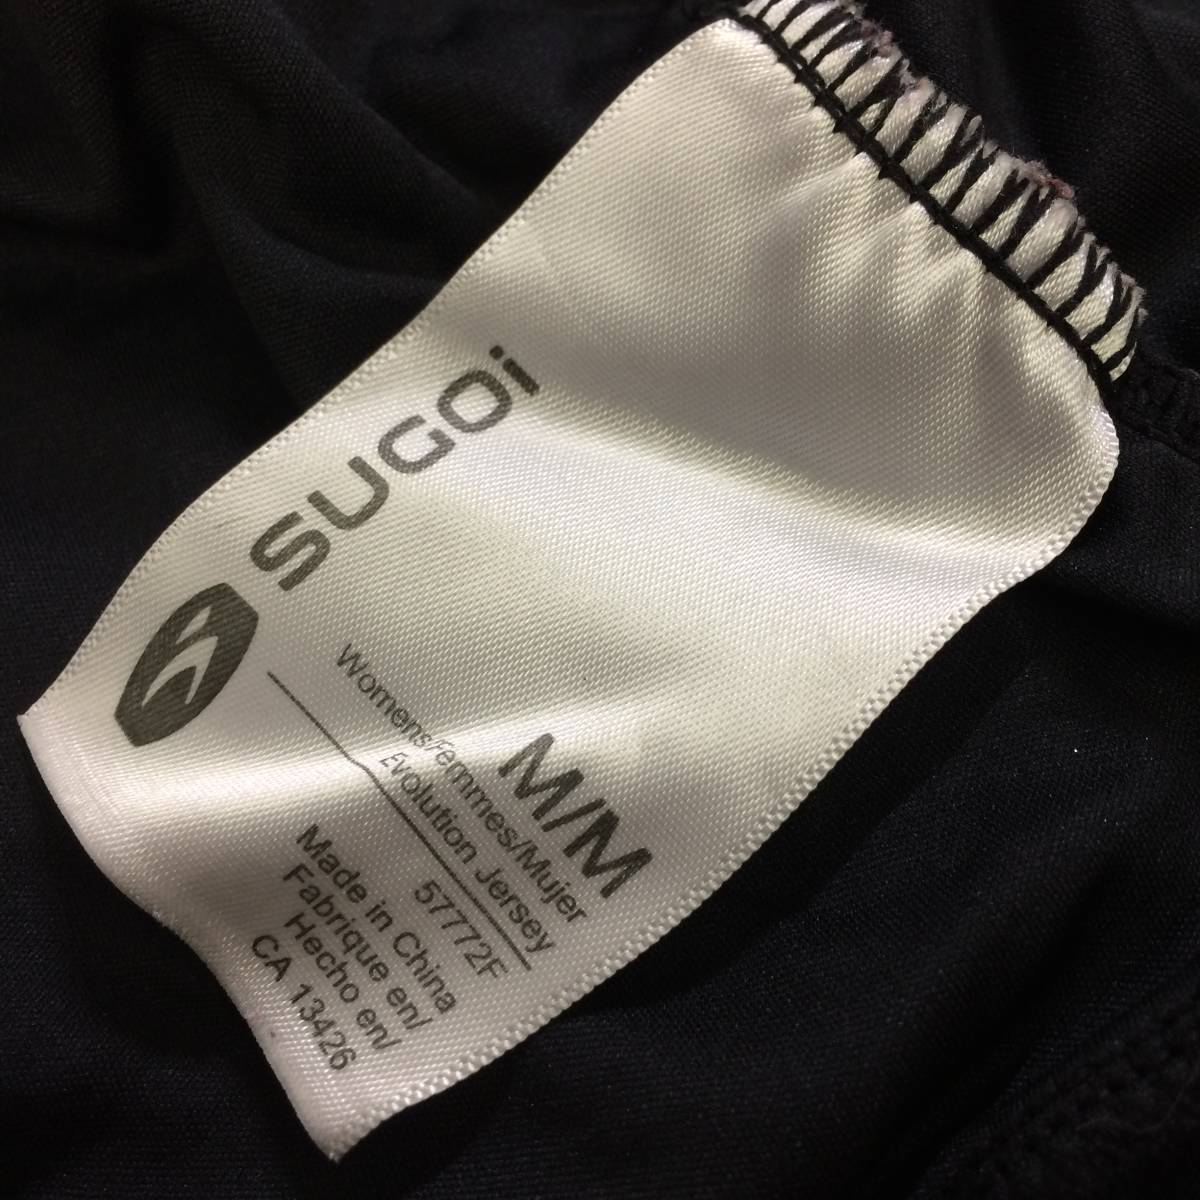 SUGOi
M/M
Womens/Femmes/Mujer
Evolution Jersey
57772F
Made in China
Fabrique en/
Hecho en/
CA 13426